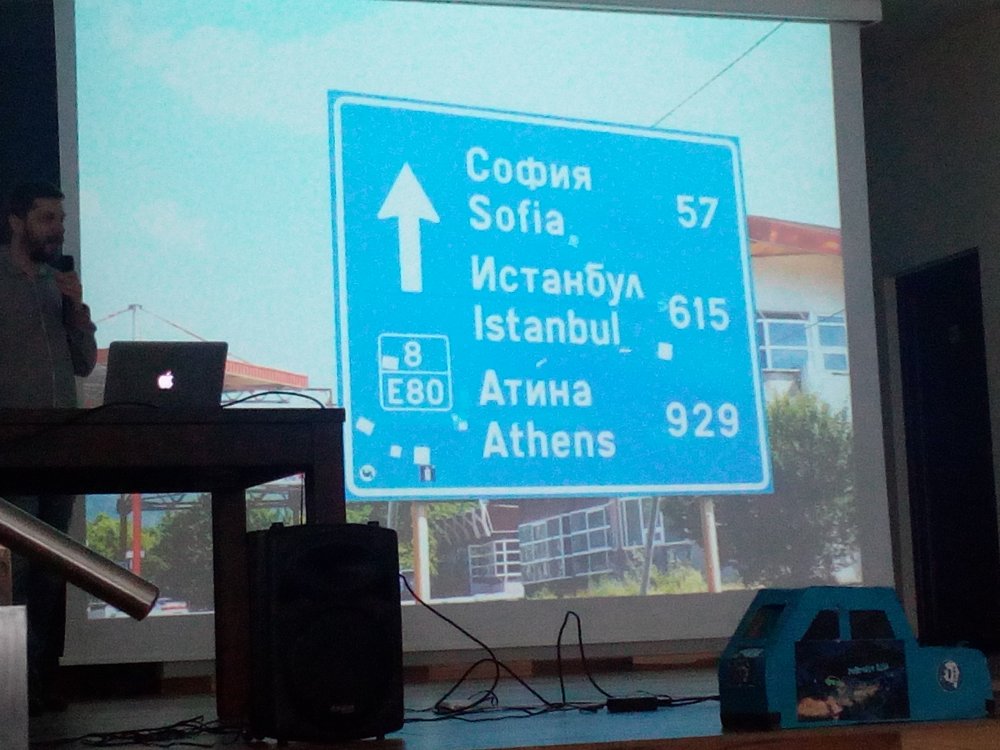 София
Sofia
57
Истанбул
Istanbul
615
8
E80
Атина
Athens
929